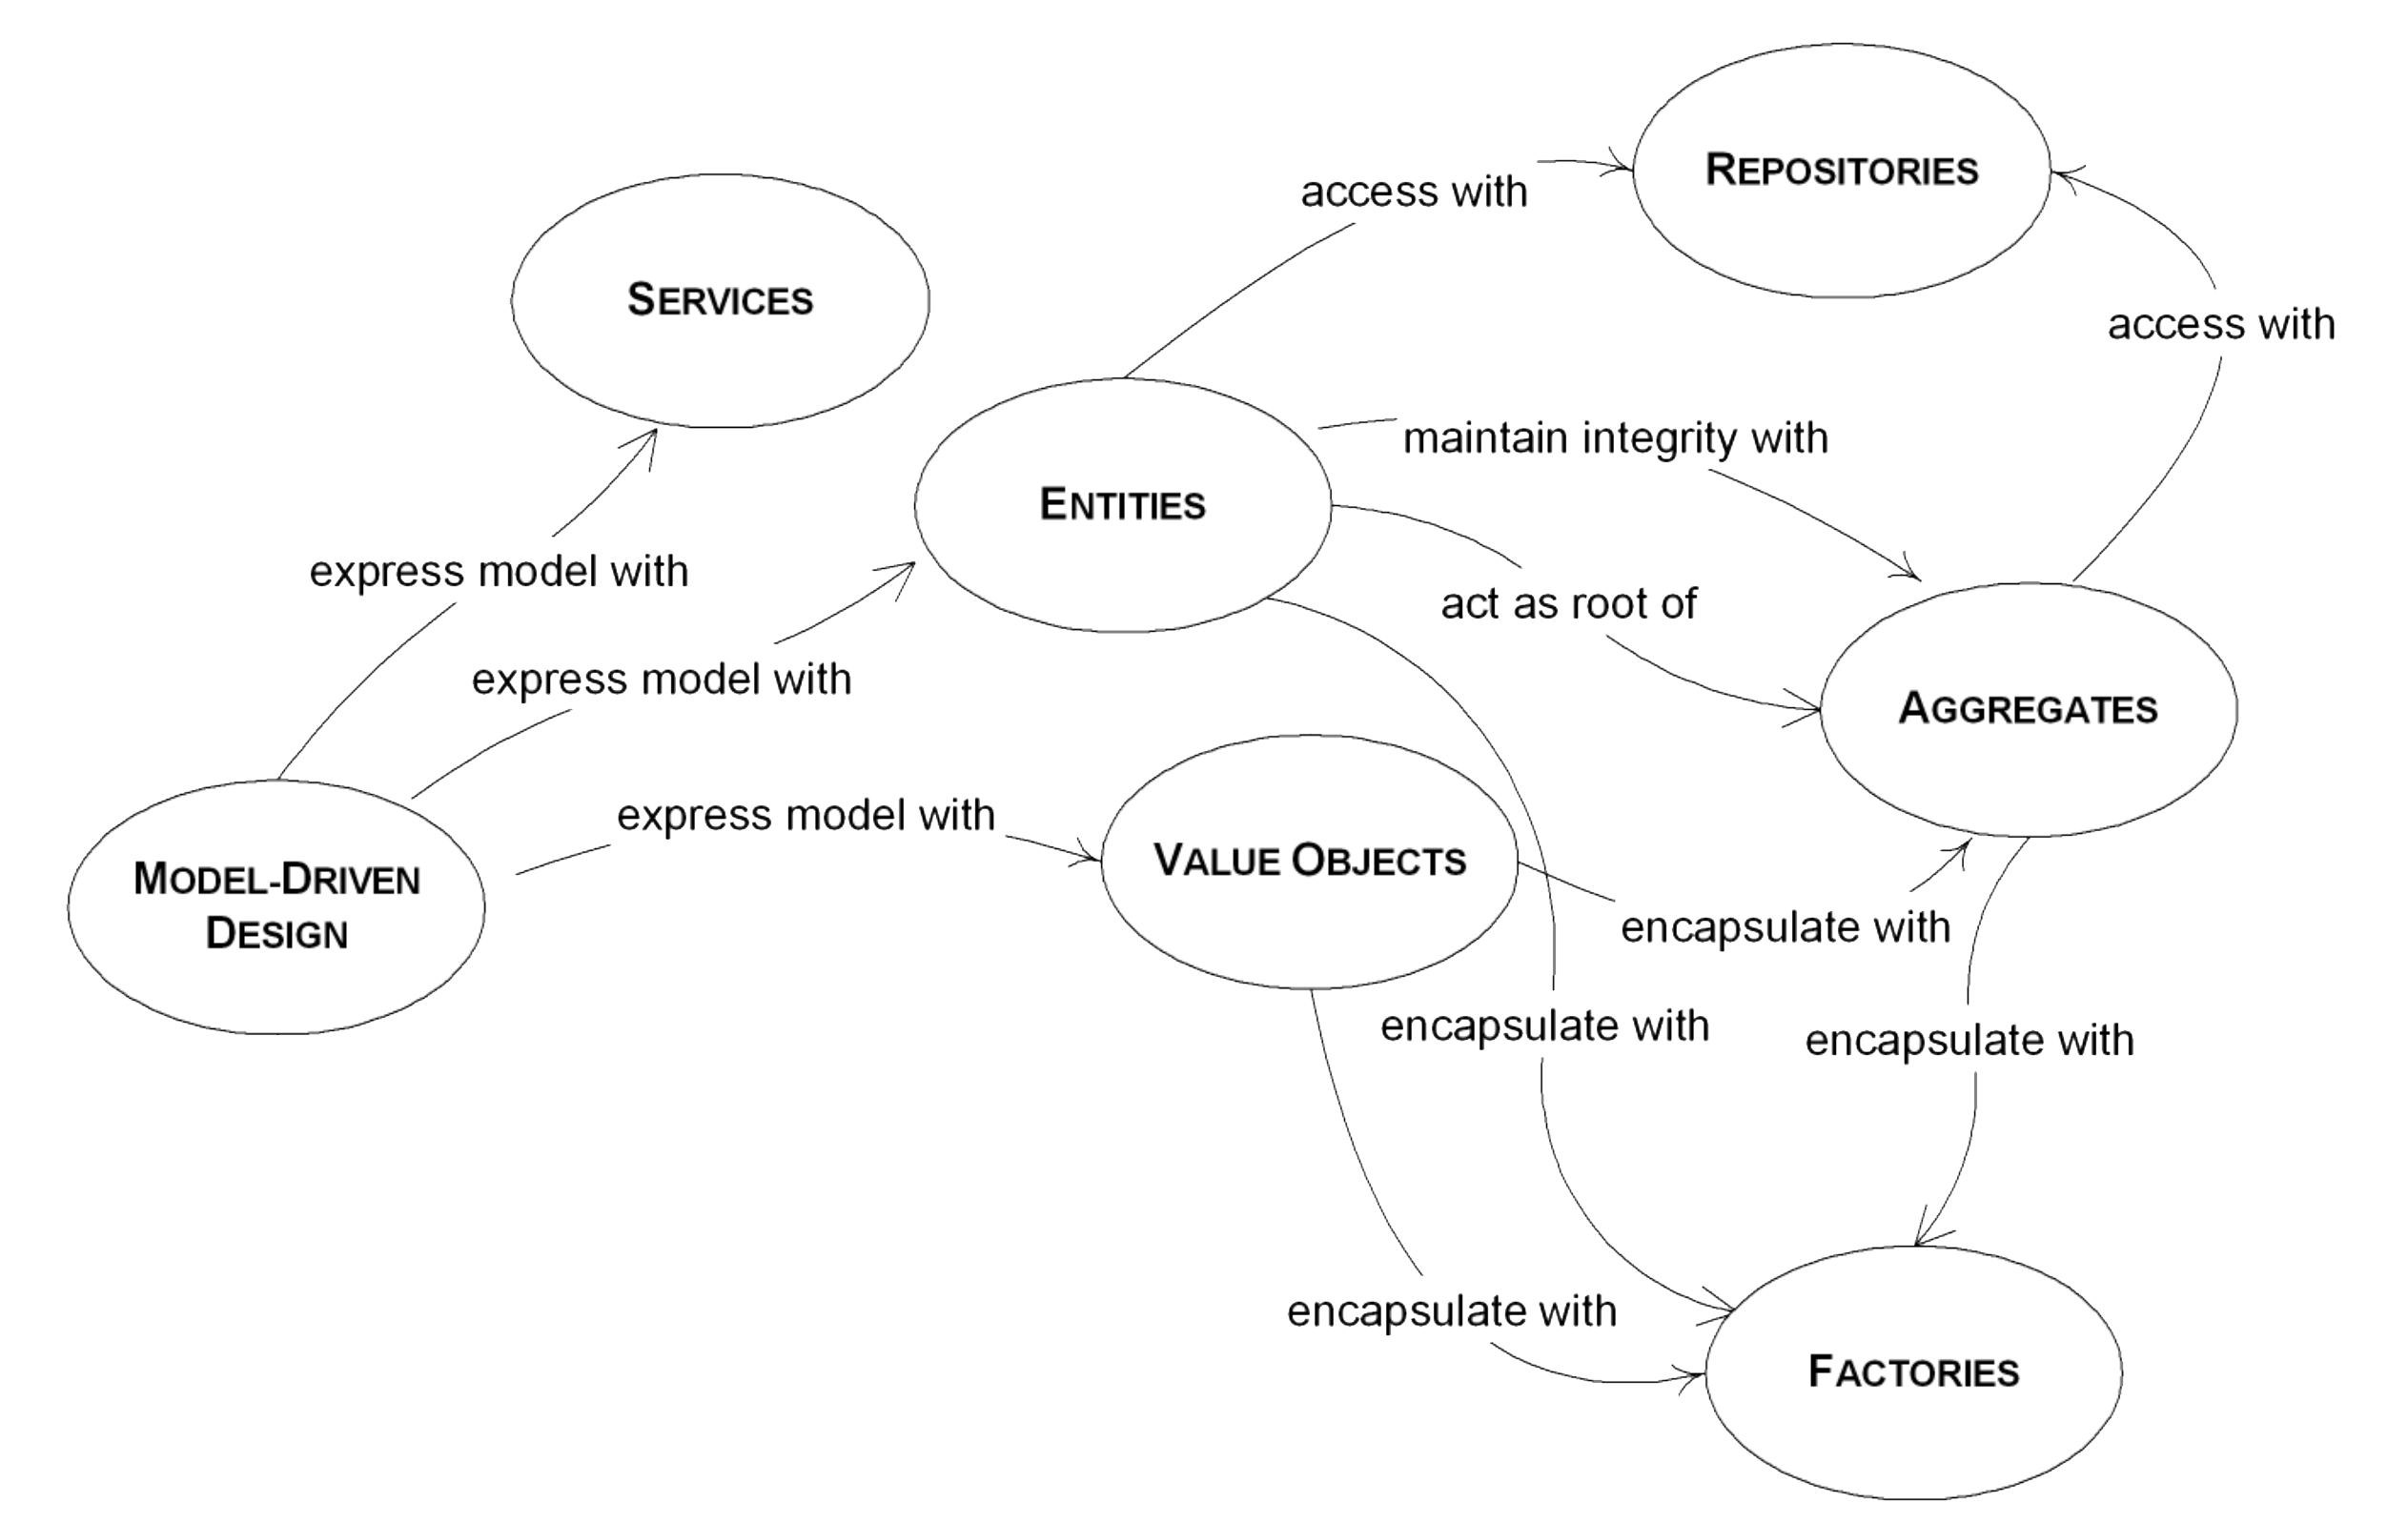 REPOSITORIES
access with
SERVICES
access with
maintain integrity with
ENTITIES
express model with
act as root of
express model with
AGGREGATES
express model with
VALUE OBJECTS
MODEL-DRIVEN
DESIGN
encapsulate with
encapsulate with
encapsulate with
encapsulate with
FACTORIES